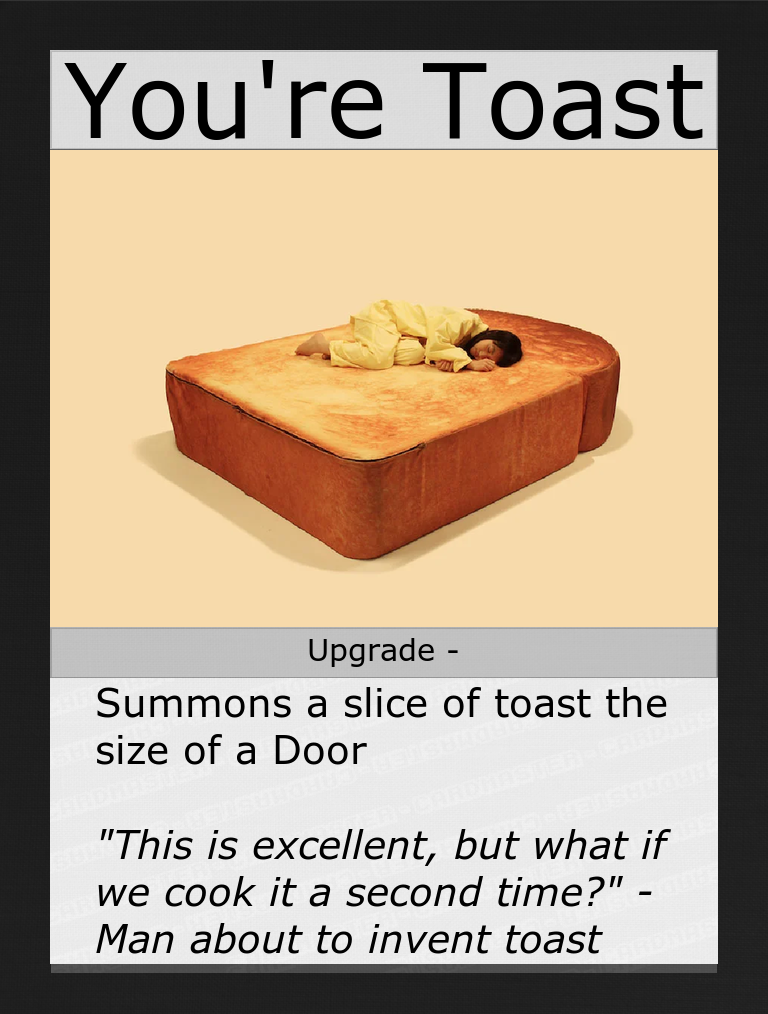 You're Toast
Upgrade -
Summons a slice of toast the
size of a Door
"This is excellent, but what if
we cook it a second time?" -
Man about to invent toast